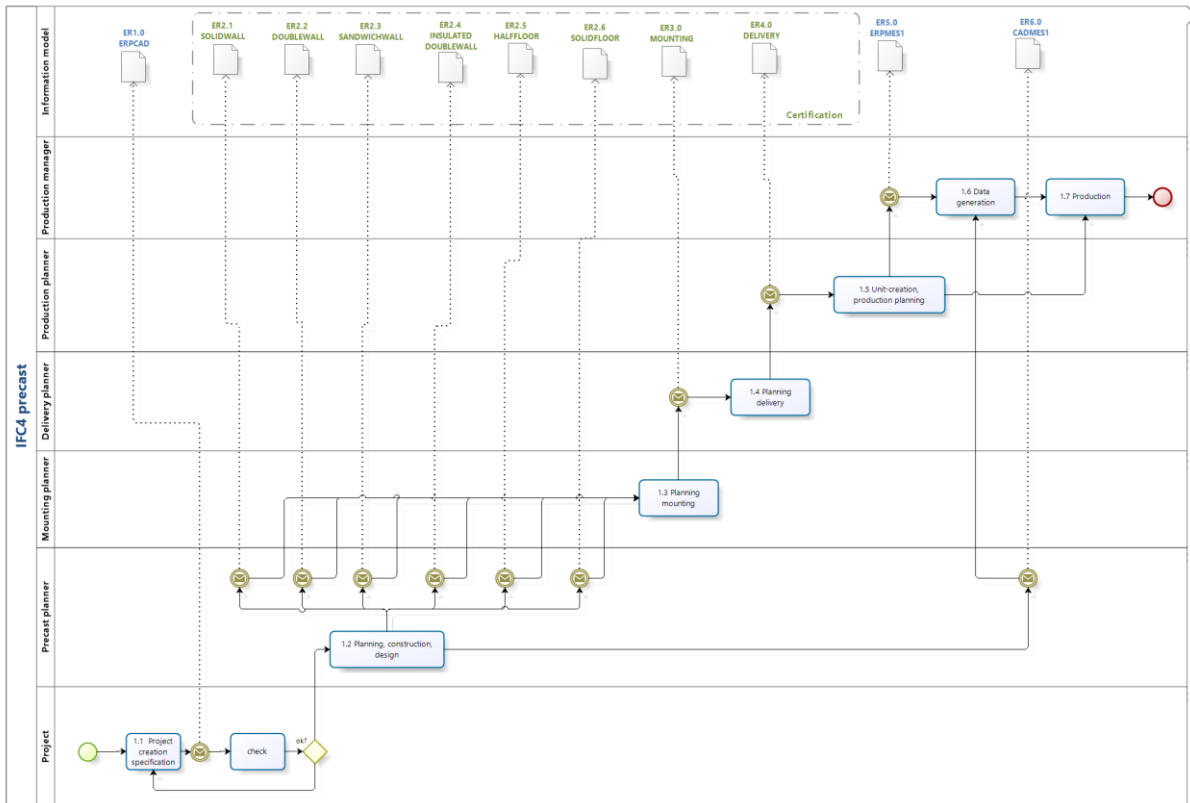 IFC4 precast
Information model
ER1.0
ERPCAD
ER2.1
SOLIDWALL
ER2.2
DOUBLEWALL
ER2.3
SANDWICHWALL
ER2.4
INSULATED
DOUBLEWALL
ER2.5
HALFFLOOR
ER2.6
SOLIDFLOOR
ER3.0
MOUNTING
ER4.0
DELIVERY
ER5.0
ERPMES1
ER6.0
CADMES1
Certification
Production manager
1.6 Data
generation
1.7 Production
Production planner
1.5 Unit-creation,
production planning
Delivery planner
1.4 Planning
delivery
Mounting planner
1.3 Planning
mounting
Precast planner
1.2 Planning, construction,
design
Project
1.1 Project
creation
specification
check
ok?